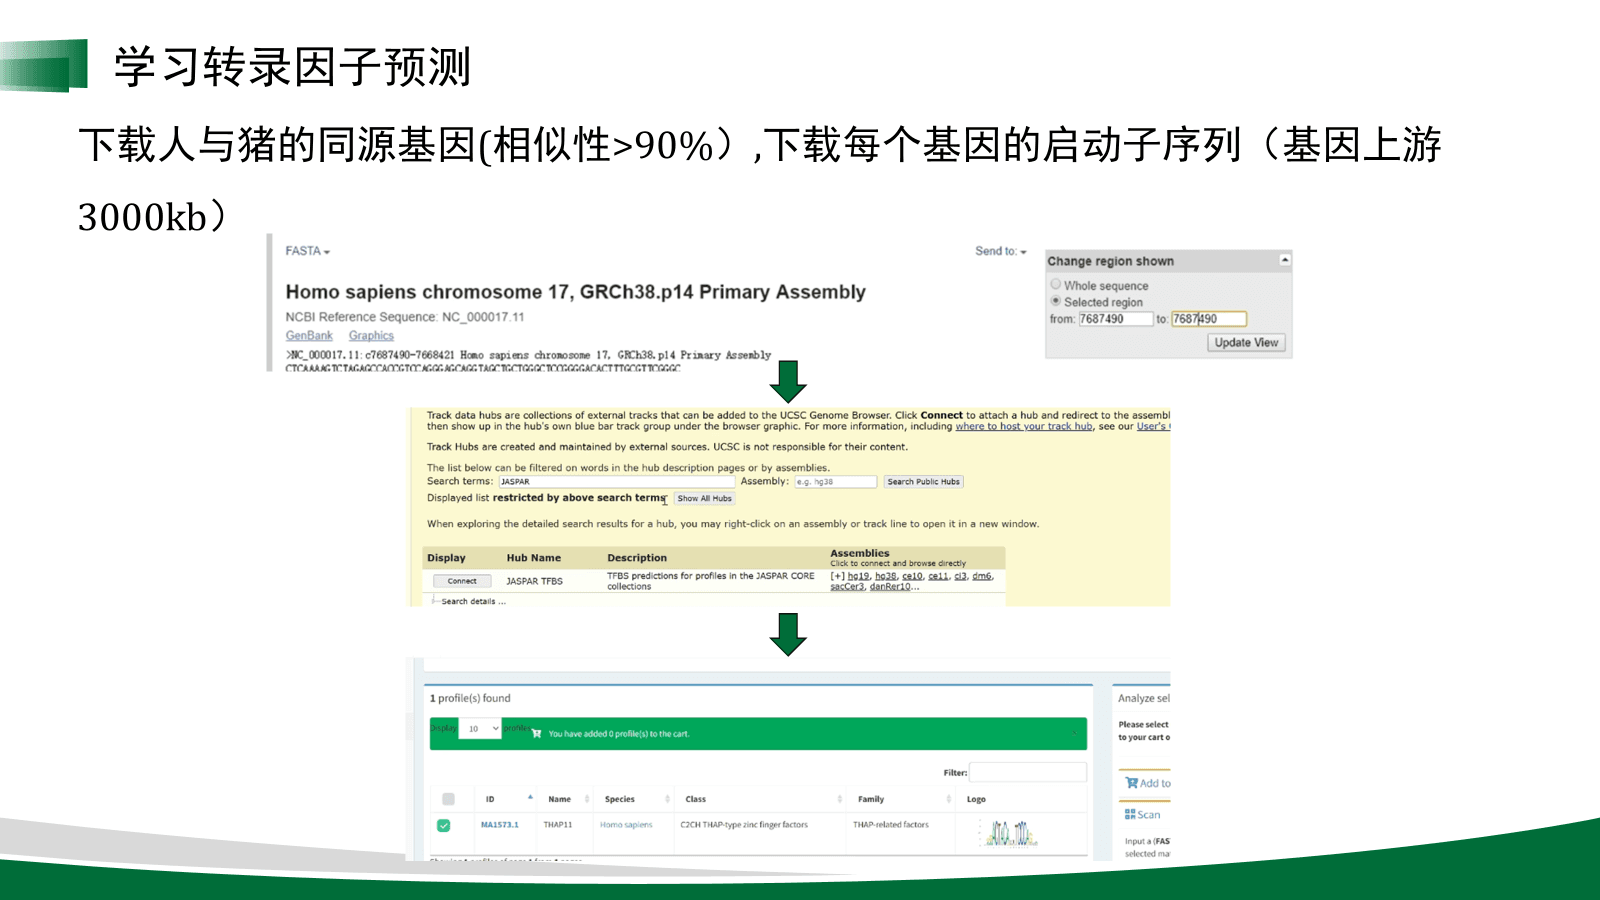 学习转录因子预测
下载人与猪的同源基因(相似性>90%）,下载每个基因的启动子序列（基因上游
3000kb）
FASTA
Send to:
Change region shown
Whole sequence
Selected region
from: 7687490 to: 7687490
Update View
Homo sapiens chromosome 17, GRCh38.p14 Primary Assembly
NCBI Reference Sequence: NC_000017.11
GenBank Graphics
>NC_000017.11:c7687490-7668421 Homo sapiens chromosome 17, GRCh38.p14 Primary Assembly
CTCAAAAGTCTAGAGCCACCGTCCAGGGAGCAGGTAGCTGCTGGGCTCCGGGGACACTTTGCGTTCGGGC
Track data hubs are collections of external tracks that can be added to the UCSC Genome Browser. Click Connect to attach a hub and redirect to the assembl
then show up in the hub's own blue bar track group under the browser graphic. For more information, including where to host your track hub, see our User's
Track Hubs are created and maintained by external sources. UCSC is not responsible for their content.
The list below can be filtered on words in the hub description pages or by assemblies.
Search terms: JASPAR Assembly: e.g. hg38 Search Public Hubs
Displayed list restricted by above search terms Show All Hubs
When exploring the detailed search results for a hub, you may right-click on an assembly or track line to open it in a new window.
Display Hub Name Description Assemblies
Click to connect and browse directly
Connect JASPAR TFBS TFBS predictions for profiles in the JASPAR CORE collections [+] hg19, hg38, ce10, ce11, ci3, dm6,
sacCer3, danRer10...
Search details ...
1 profile(s) found
Display 10 profiles
You have added 0 profile(s) to the cart.
Filter:
ID Name Species Class Family Logo
MA1573.1 THAP11 Homo sapiens C2CH THAP-type zinc finger factors THAP-related factors
Analyze sel
Please select
to your cart o
Add to
Scan
Input a (FAS
selected ma